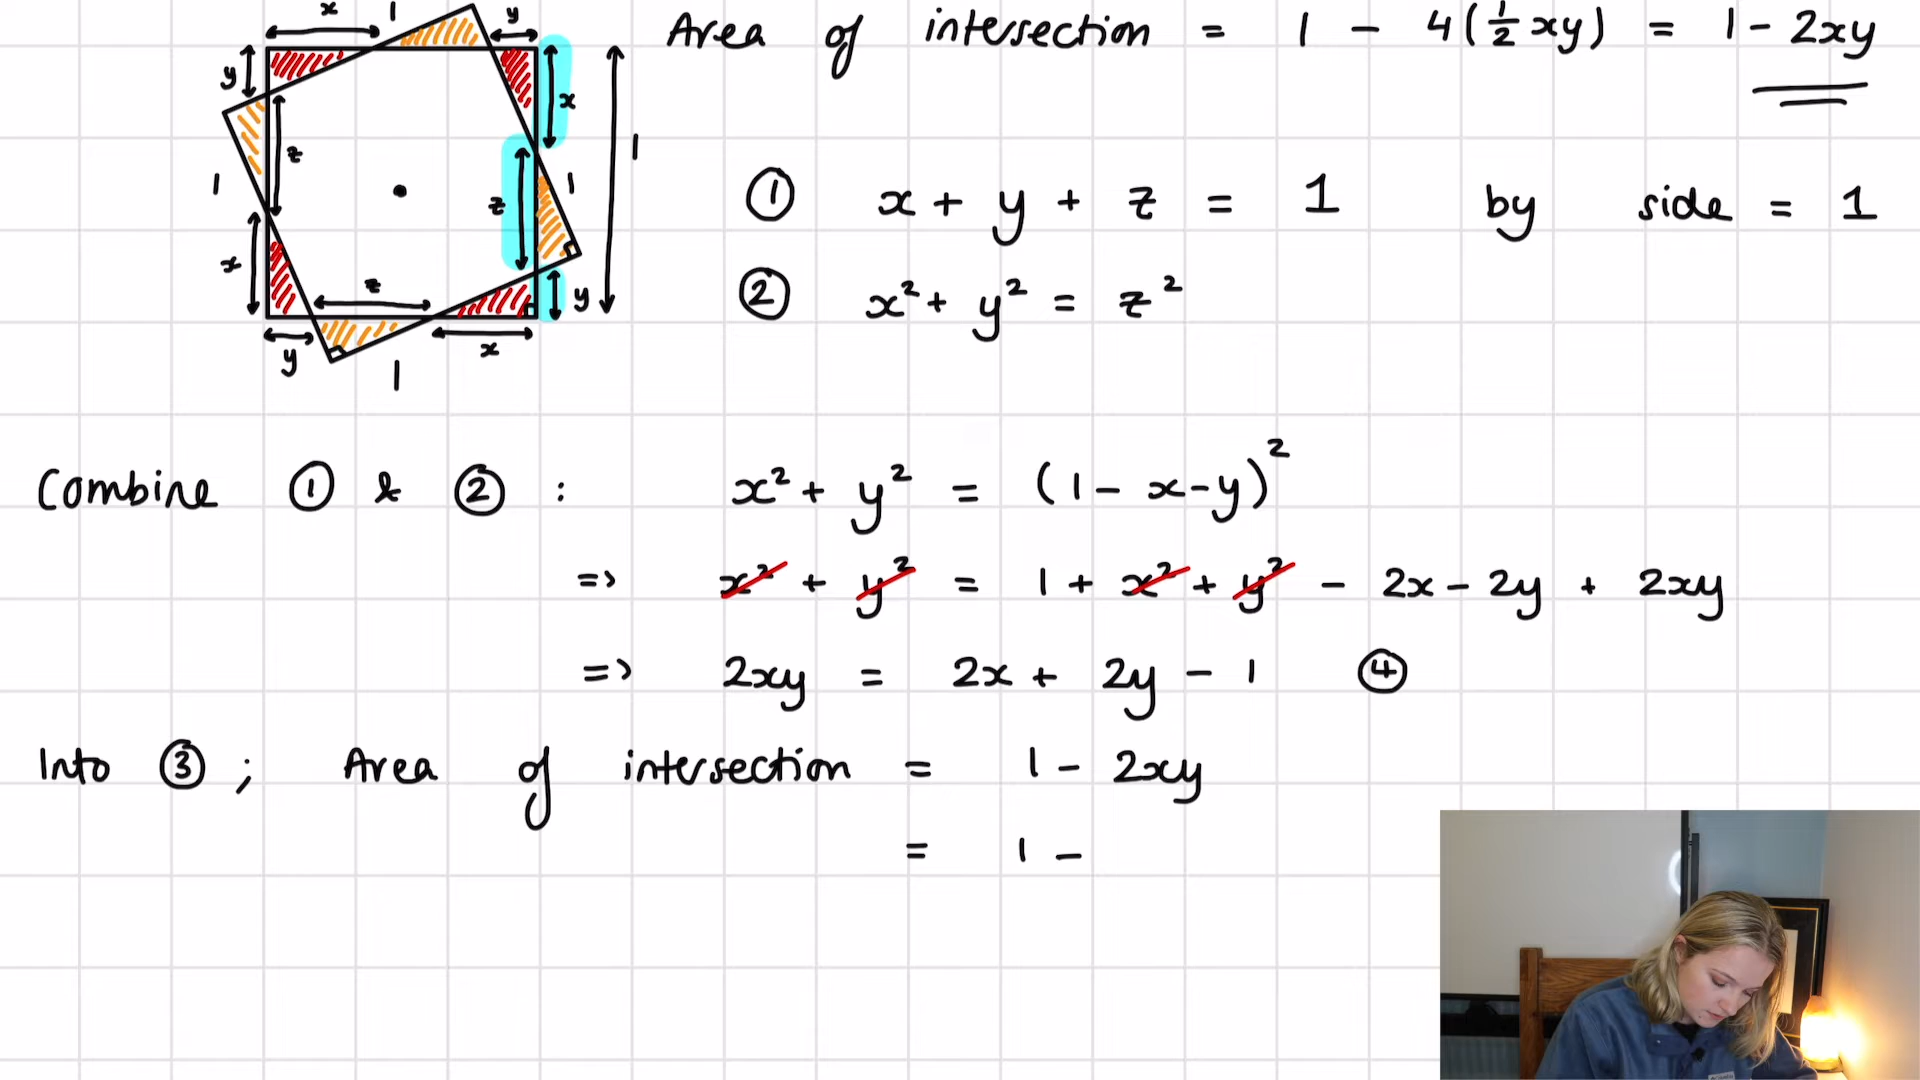 x 1 y
Area of intersection = 1 - 4(½xy) = 1 - 2xy
y
x
z
1
1
z
1
① x + y + z = 1 by side = 1
x
z
y
② x² + y² = z²
y
x
1
Combine ① & ② : x² + y² = (1 - x - y)²
=> x² + y² = 1 + x² + y² - 2x - 2y + 2xy
=> 2xy = 2x + 2y - 1 ④
Into ③ ; Area of intersection = 1 - 2xy
= 1 -